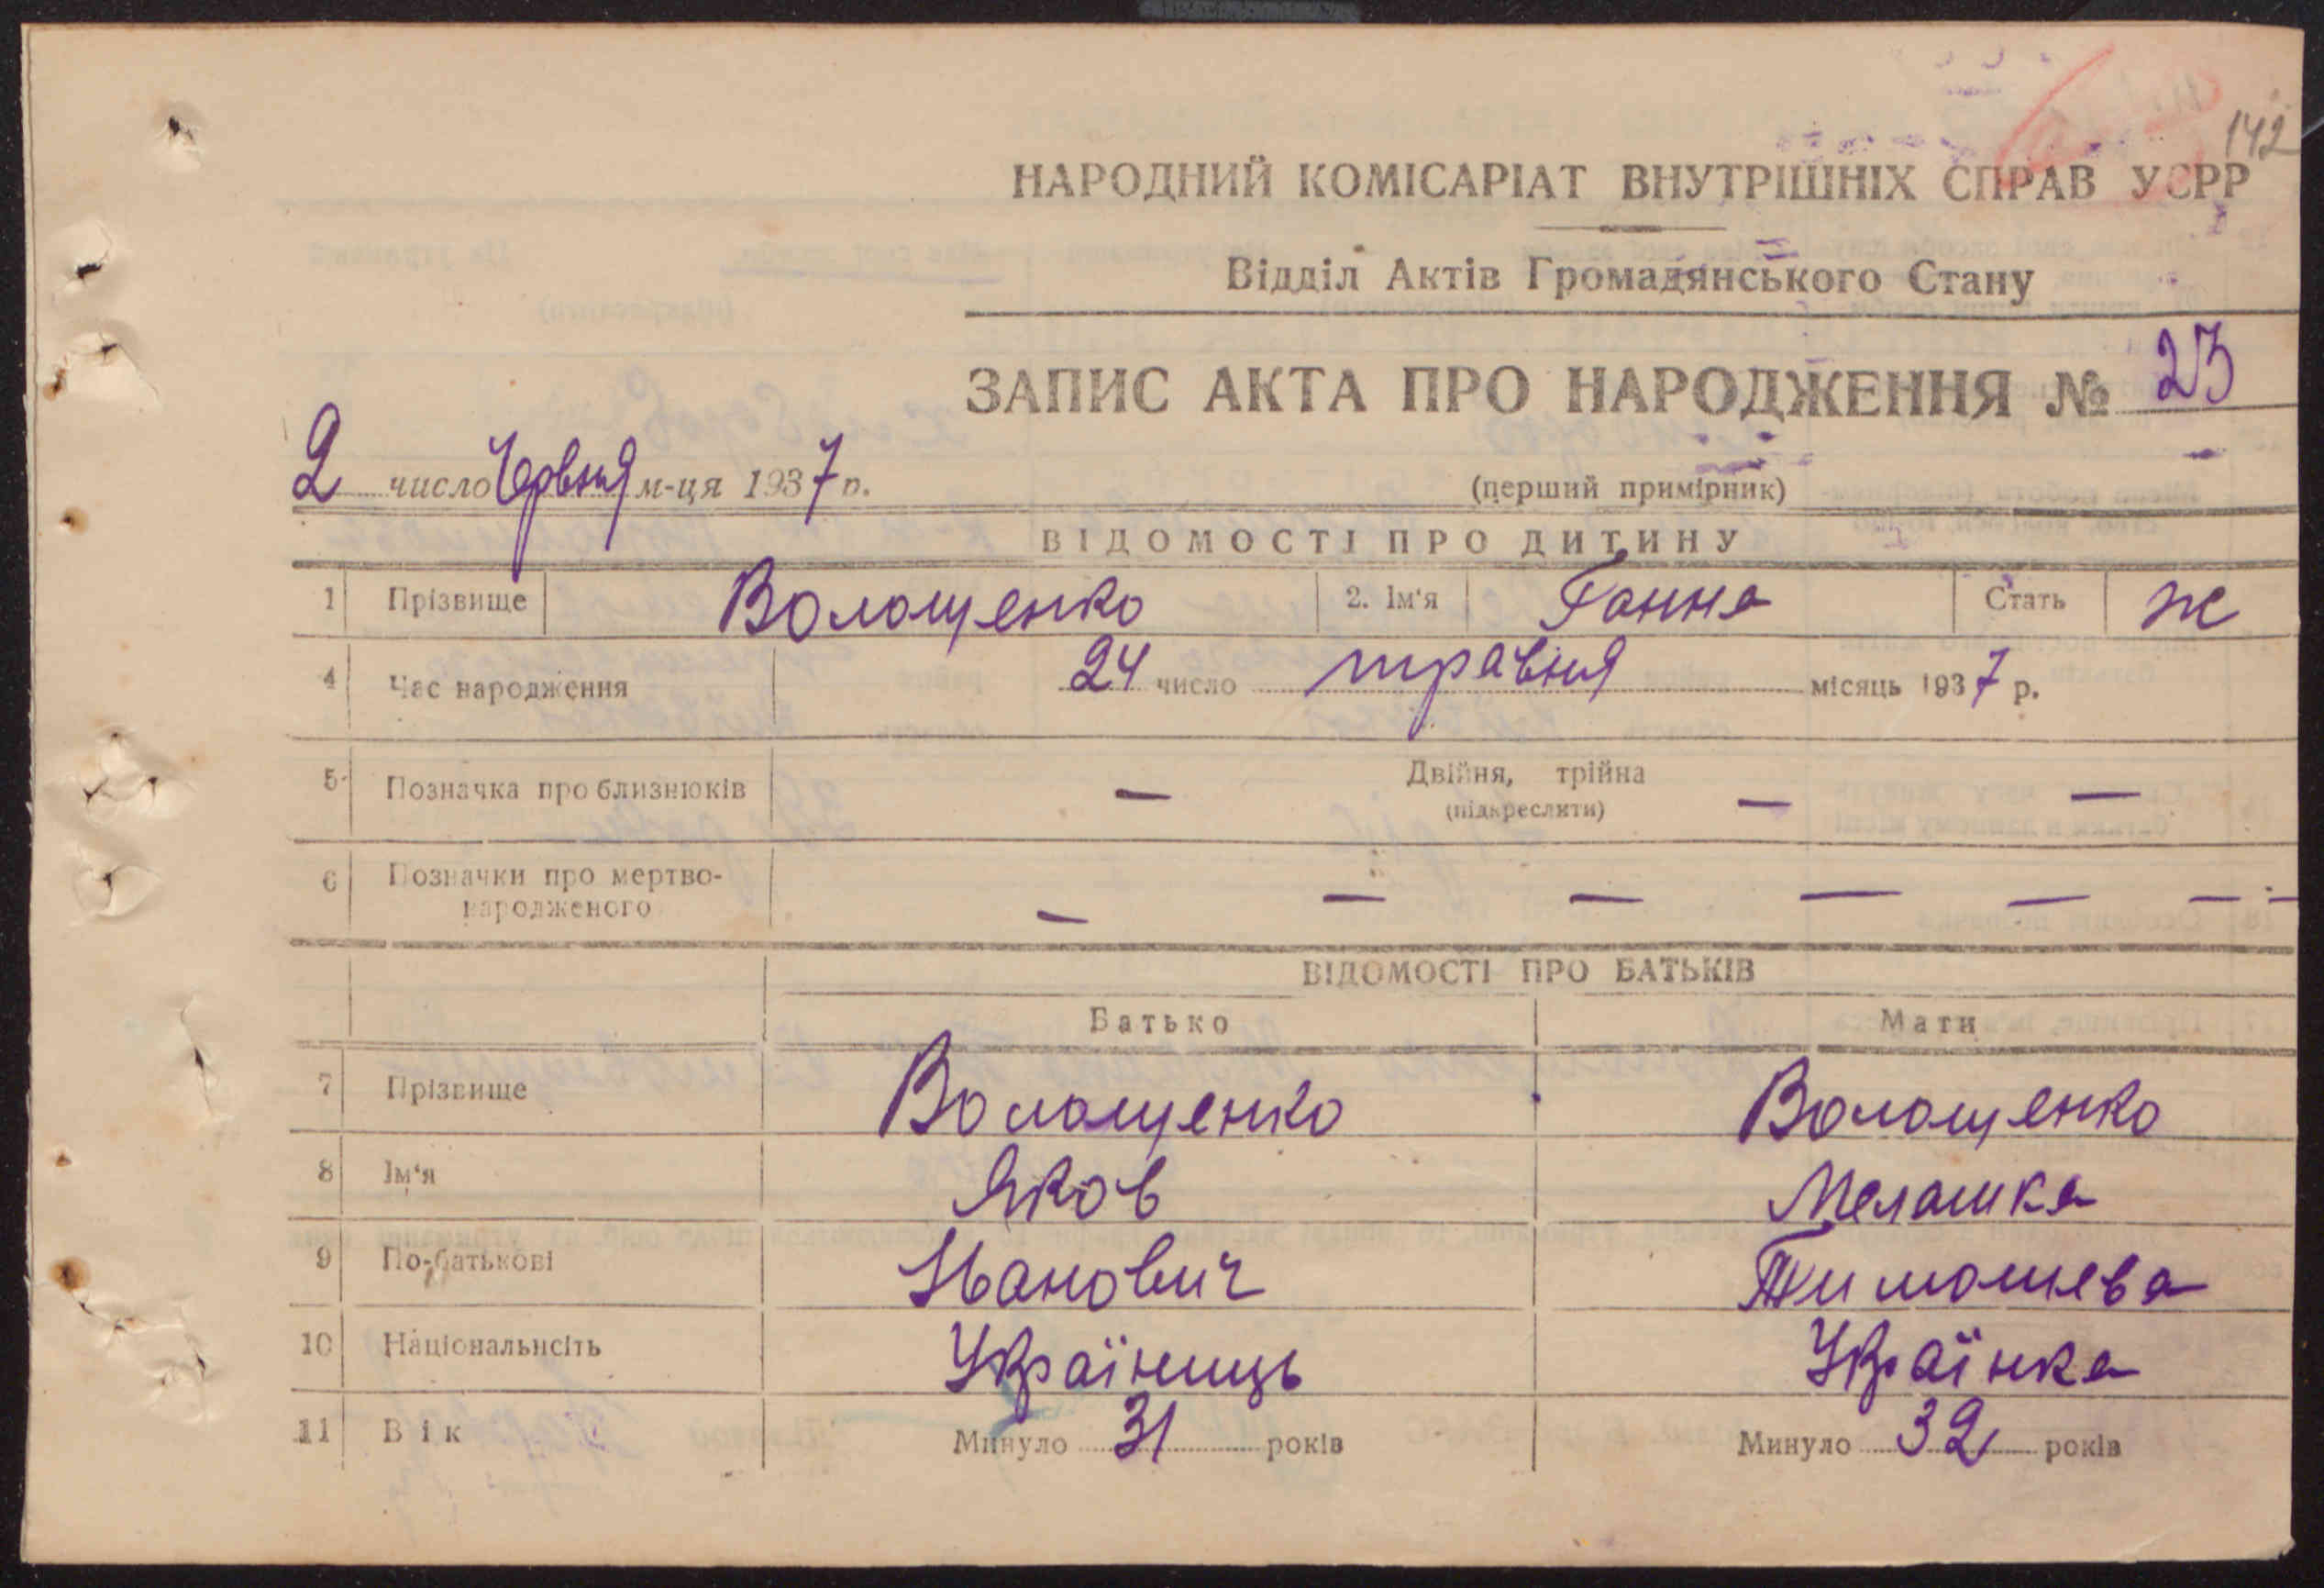 142
НАРОДНИЙ КОМІСАРІАТ ВНУТРІШНІХ СПРАВ УСРР
Відділ Актів Громадянського Стану
ЗАПИС АКТА ПРО НАРОДЖЕННЯ № 23
2 число Червня м-ця 1937 р.
(перший примірник)
ВІДОМОСТІ ПРО ДИТИНУ
1 Прізвище Волощенко 2. Ім'я Ганна Стать ж
4 Час народження 24 число травня місяць 1937 р.
5 Позначка про близнюків — Двійня, трійна — —
(підкреслити)
6 Позначки про мертво-
народженого — — — — — — —
ВІДОМОСТІ ПРО БАТЬКІВ
Батько Мати
7 Прізвище Волощенко Волощенко
8 Ім'я Яков Мелашка
9 По-батькові Іванович Тимошева
10 Національнсіть Українець Українка
11 Вік Минуло 31 років Минуло 32 років